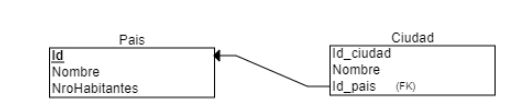 Pais
Id
Nombre
NroHabitantes
Ciudad
Id_ciudad
Nombre
Id_pais (FK)